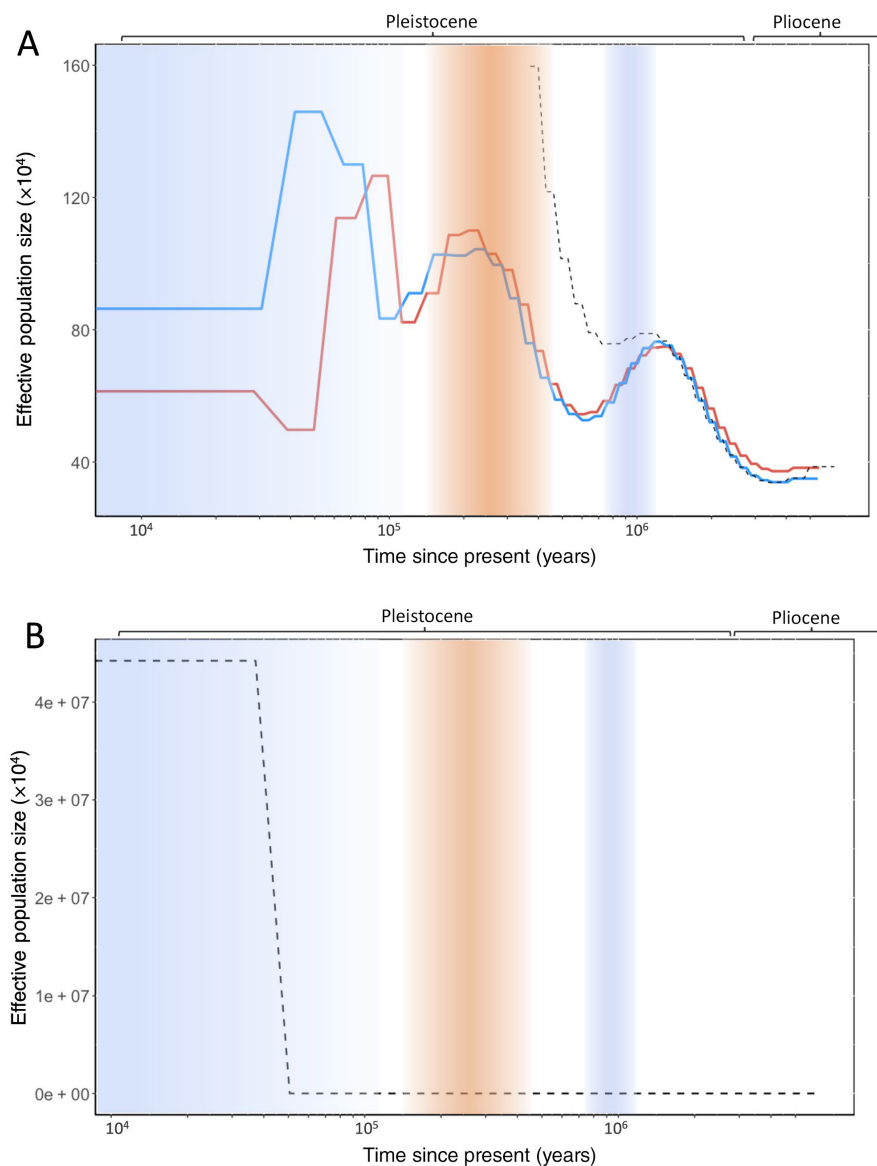 Pleistocene Pliocene
A
160
120
80
40
Effective population size (×10⁴)
10⁴ 10⁵ 10⁶
Time since present (years)
Pleistocene Pliocene
B
4e + 07
3e + 07
2e + 07
1e + 07
0e + 00
Effective population size (×10⁴)
10⁴ 10⁵ 10⁶
Time since present (years)